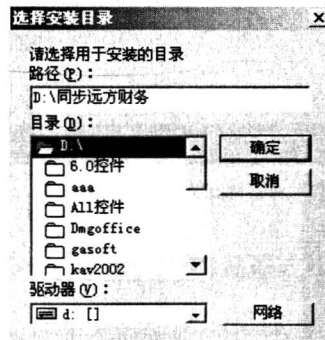 选择安装目录
请选择用于安装的目录
路径(P)：
D:\同步远方财务
目录(D)：
D:\
6.0控件
确定
aaa
取消
All控件
Dmgoffice
gasoft
kav2002
驱动器(V)：
d: []
网络